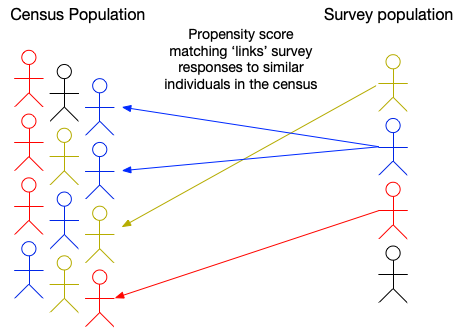 Census Population
Propensity score
matching ‘links’ survey
responses to similar
individuals in the census
Survey population